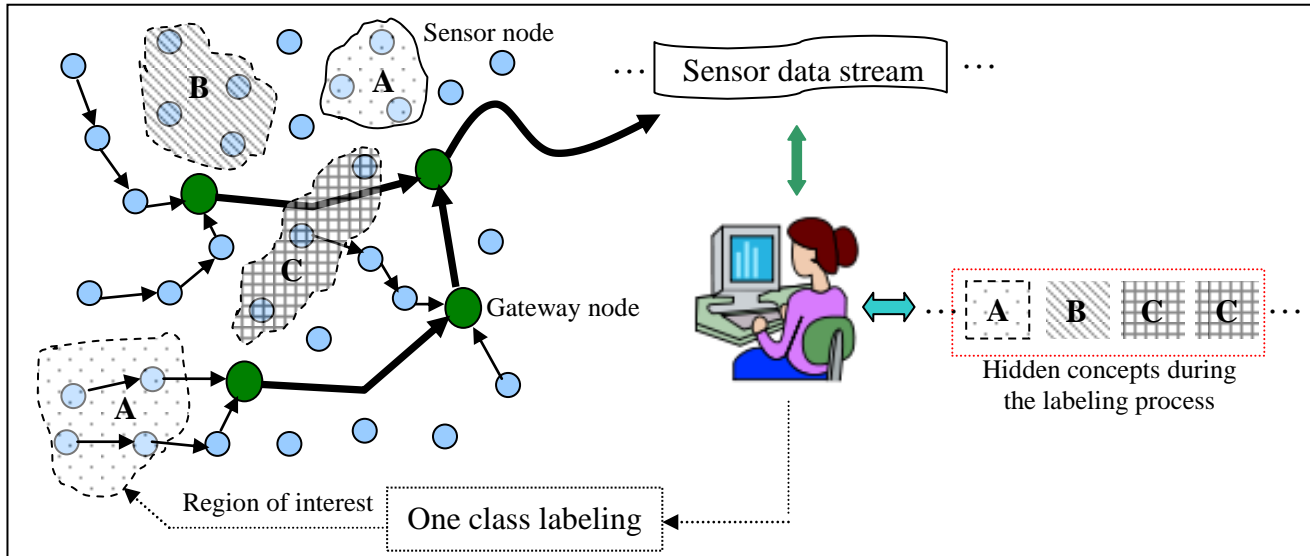 Sensor node
B
A
... Sensor data stream ...
C
Gateway node
... A B C C ...
Hidden concepts during
the labeling process
A
Region of interest
One class labeling